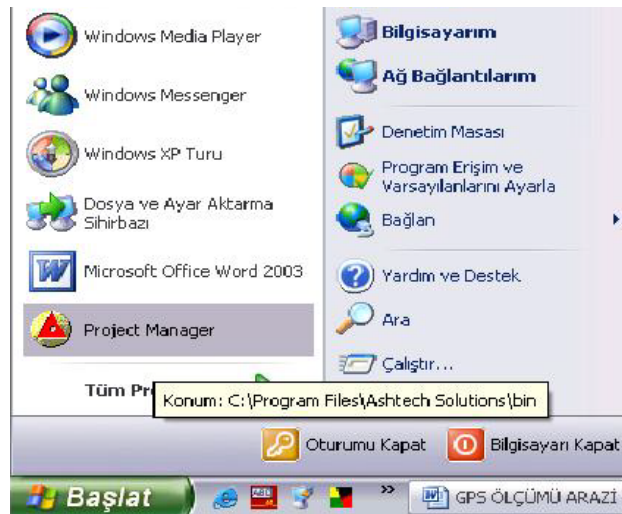 Windows Media Player
Windows Messenger
Windows XP Turu
Dosya ve Ayar Aktarma
Sihirbazı
Microsoft Office Word 2003
Project Manager
Tüm Pr
Bilgisayarım
Ağ Bağlantılarım
Denetim Masası
Program Erişim ve
Varsayılanlarını Ayarla
Bağlan
Yardım ve Destek
Ara
Çalıştır...
Konum: C:\Program Files\Ashtech Solutions\bin
Oturumu Kapat
Bilgisayarı Kapat
Başlat
GPS ÖLÇÜMÜ ARAZİ